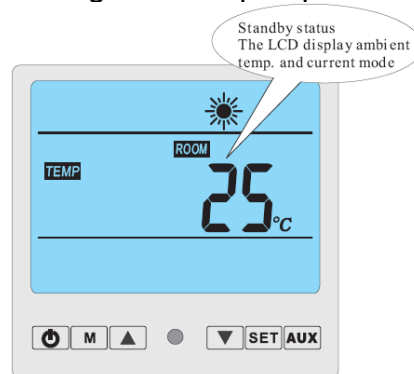 Standby status
The LCD display ambient
temp. and current mode
ROOM
TEMP
25°C
M SET AUX